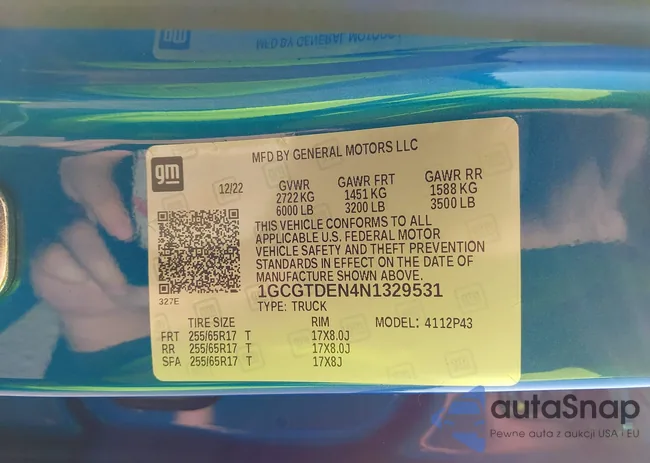 gm
MFD BY GENERAL MOTORS LLC
12/22
GVWR GAWR FRT GAWR RR
2722 KG 1451 KG 1588 KG
6000 LB 3200 LB 3500 LB
THIS VEHICLE CONFORMS TO ALL
APPLICABLE U.S. FEDERAL MOTOR
VEHICLE SAFETY AND THEFT PREVENTION
STANDARDS IN EFFECT ON THE DATE OF
MANUFACTURE SHOWN ABOVE.
327E
1GCGTDEN4N1329531
TYPE: TRUCK
TIRE SIZE RIM MODEL: 4112P43
FRT 255/65R17 T 17X8.0J
RR 255/65R17 T 17X8.0J
SFA 255/65R17 T 17X8J
autaSnap
Pewne auta z aukcji USA i EU